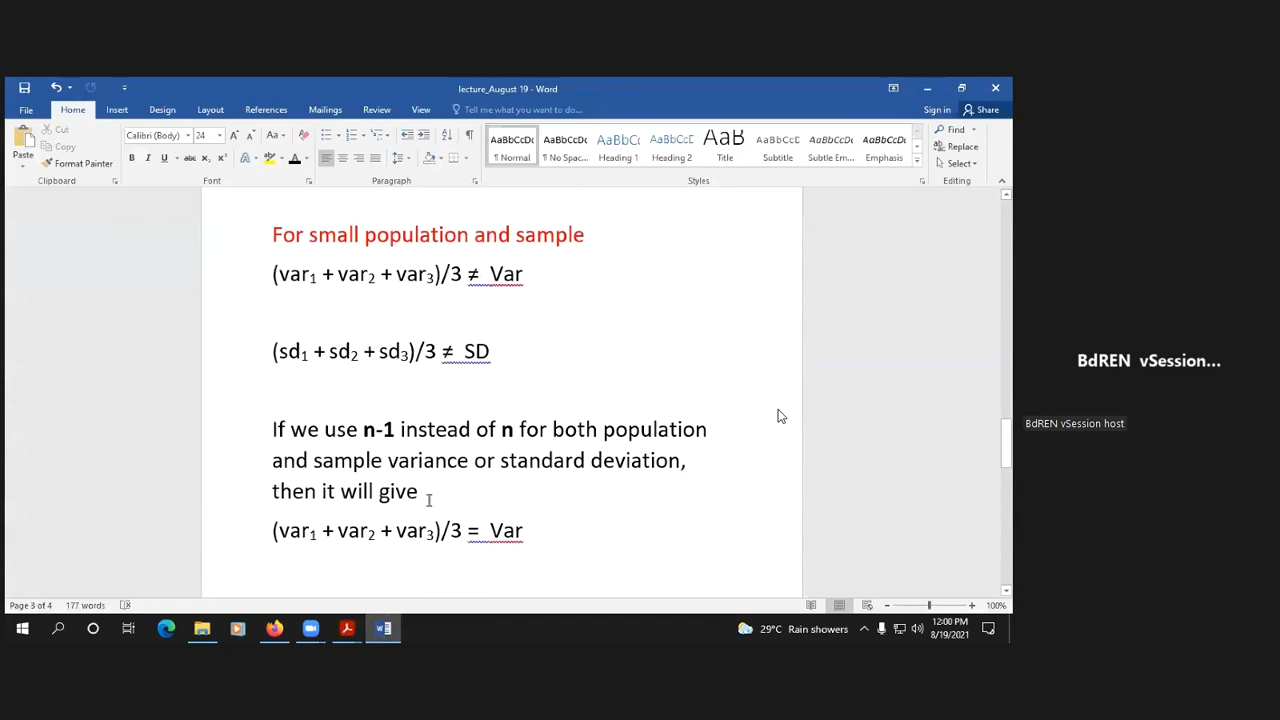 lecture_August 19 - Word
File Home Insert Design Layout References Mailings Review View Tell me what you want to do... Sign in Share
Paste Cut Copy Format Painter
Calibri (Body) 24
AaBbCcDc AaBbCcDc AaBbCc AaBbCcE AaB AaBbCcD AaBbCcDc AaBbCcDc
¶ Normal ¶ No Spac... Heading 1 Heading 2 Title Subtitle Subtle Em... Emphasis
Find Replace Select
Clipboard Font Paragraph Styles Editing
For small population and sample
(var₁ + var₂ + var₃)/3 ≠ Var
(sd₁ + sd₂ + sd₃)/3 ≠ SD
If we use n-1 instead of n for both population
and sample variance or standard deviation,
then it will give
(var₁ + var₂ + var₃)/3 = Var
BdREN vSession...
BdREN vSession host
Page 3 of 4 177 words 100%
29°C Rain showers 12:00 PM
8/19/2021